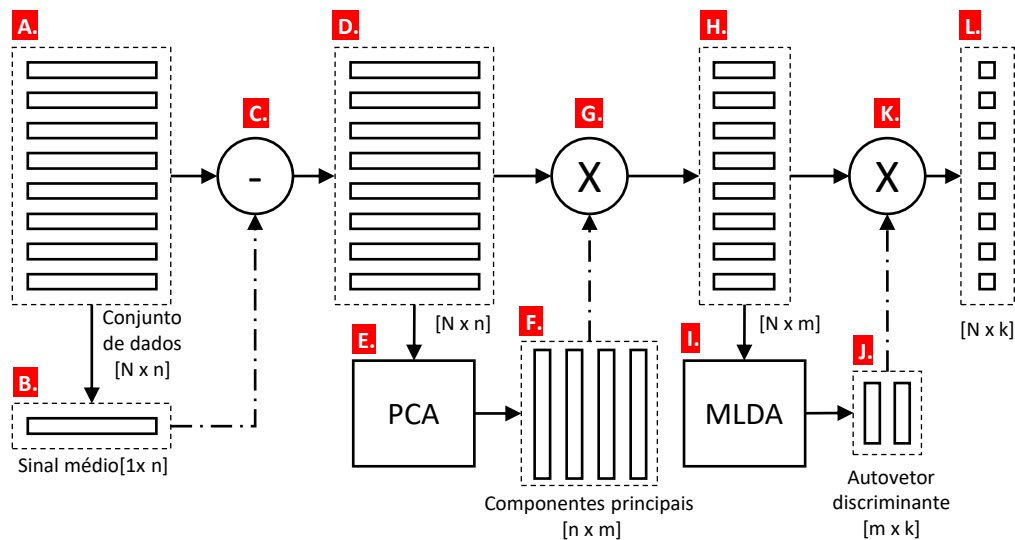 A.
D.
H.
L.
C.
G.
K.
-
X
X
Conjunto
de dados
[N x n]
[N x n]
[N x m]
[N x k]
B.
E.
F.
I.
J.
PCA
MLDA
Sinal médio[1x n]
Componentes principais
[n x m]
Autovetor
discriminante
[m x k]